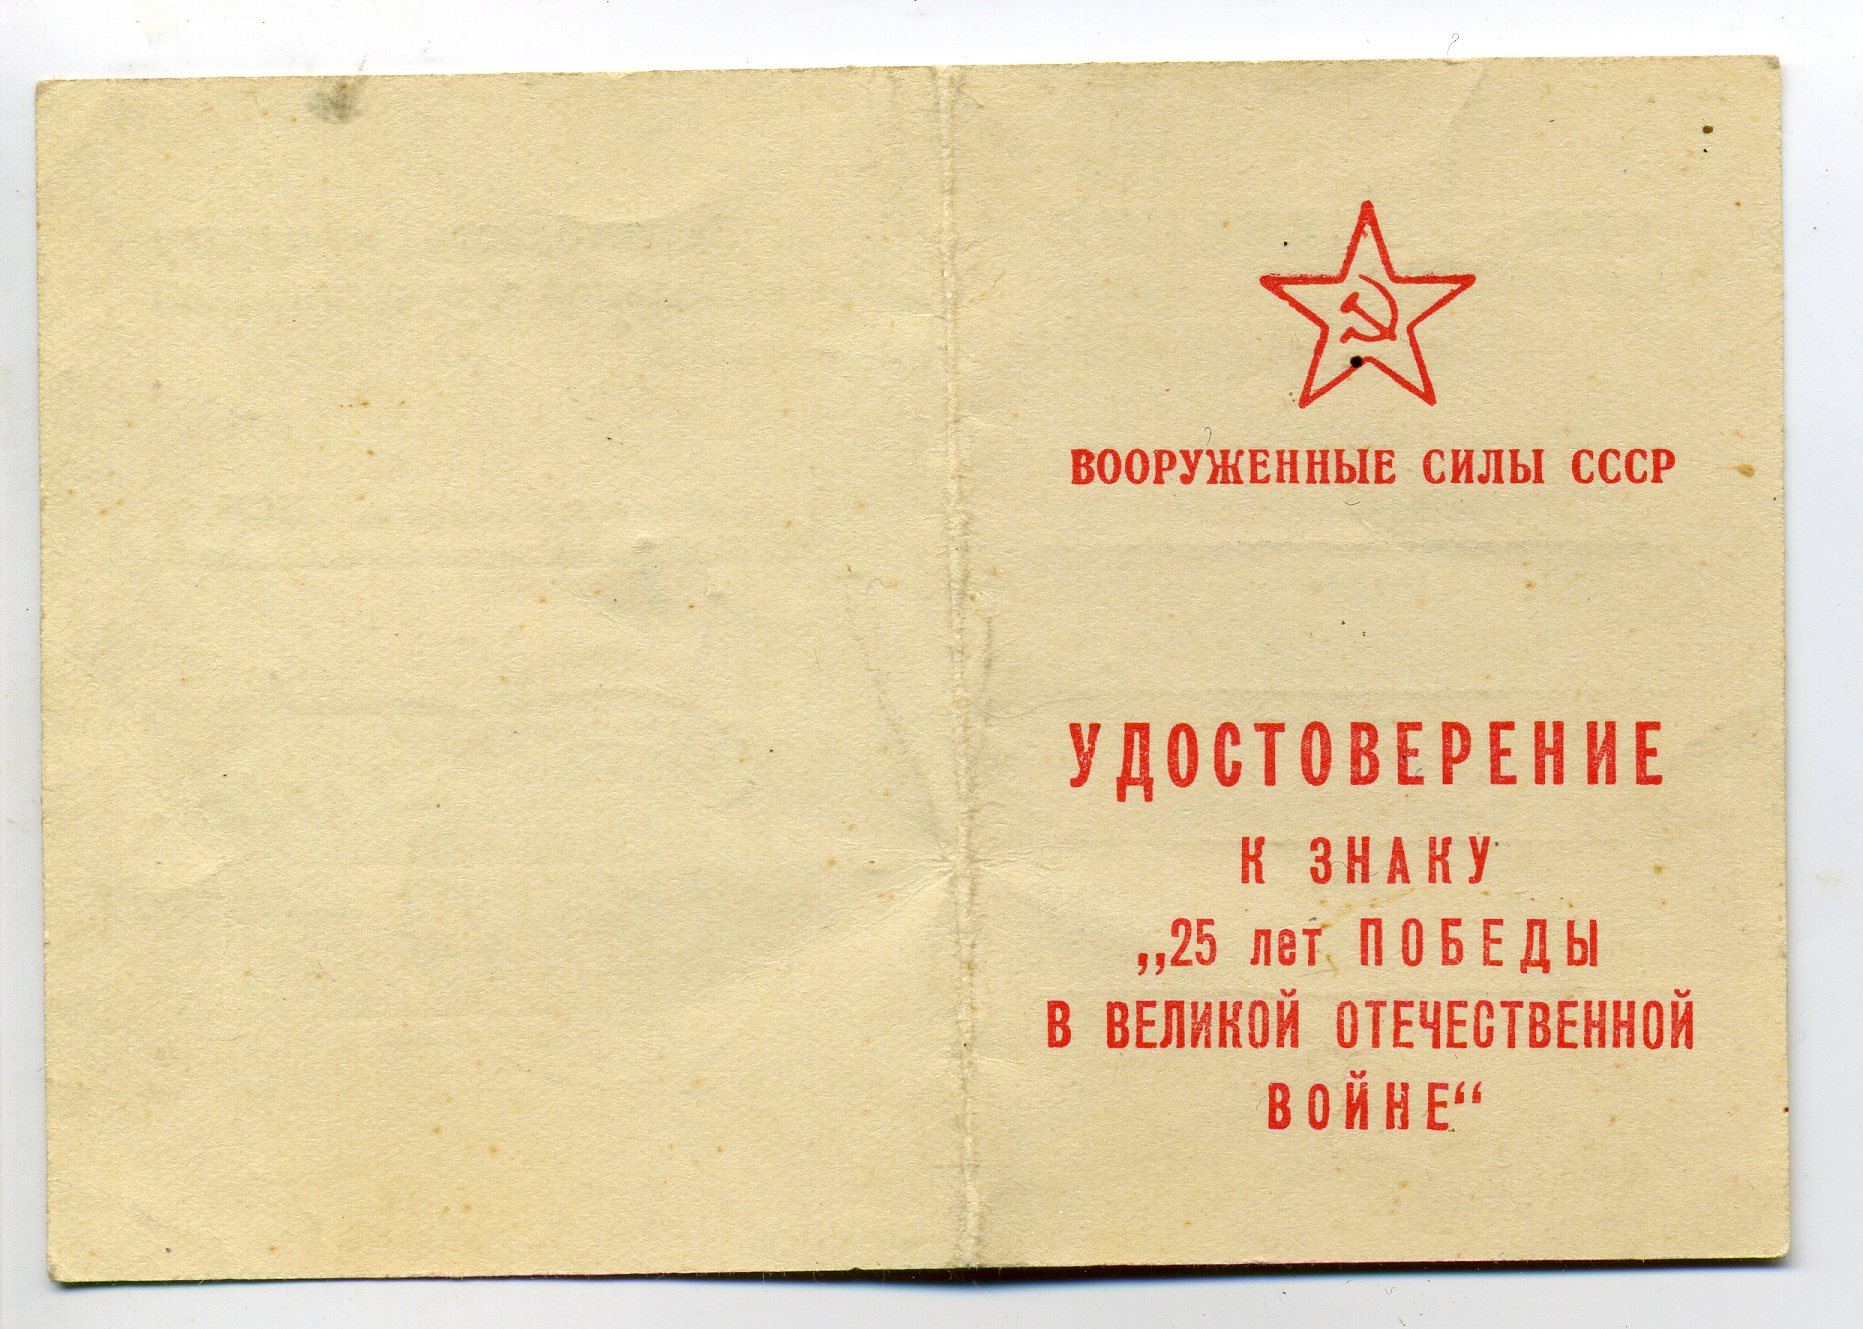 ВООРУЖЕННЫЕ СИЛЫ СССР
УДОСТОВЕРЕНИЕ
К ЗНАКУ
„25 лет ПОБЕДЫ
В ВЕЛИКОЙ ОТЕЧЕСТВЕННОЙ
ВОЙНЕ“